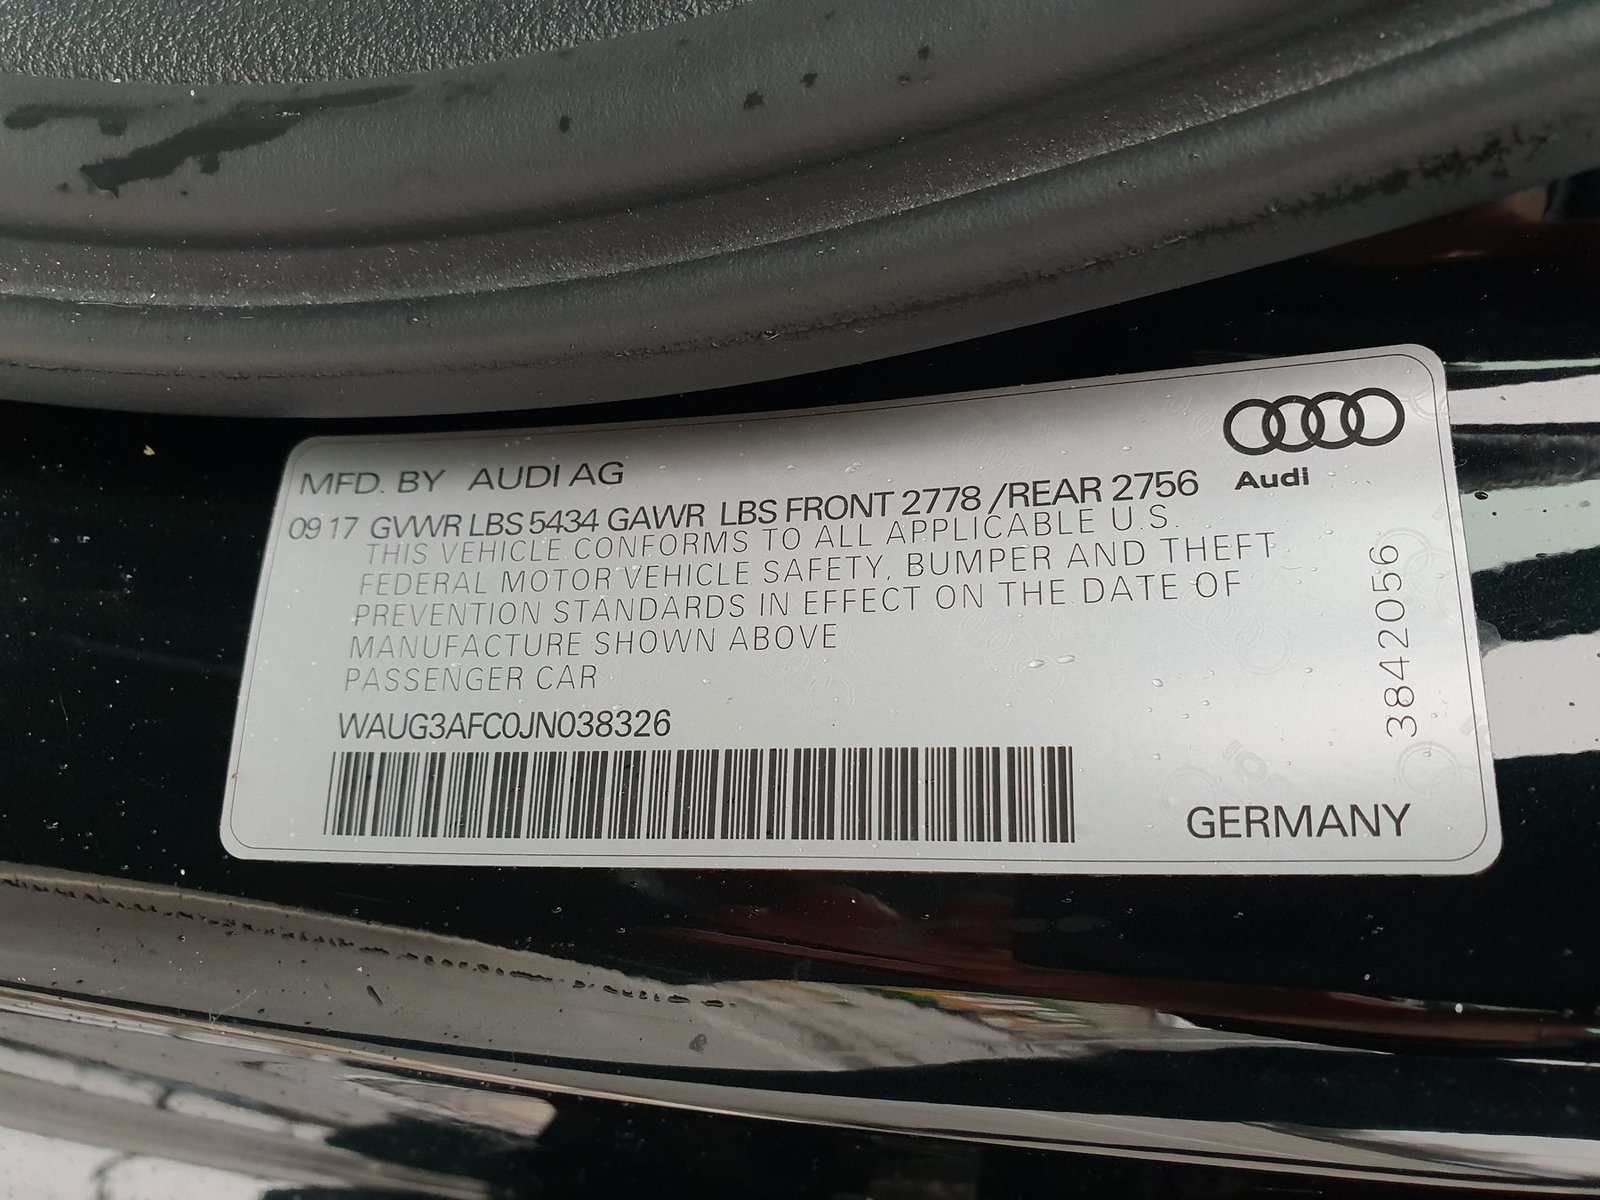 MFD. BY AUDI AG
Audi
09 17 GVWR LBS 5434 GAWR LBS FRONT 2778 /REAR 2756
THIS VEHICLE CONFORMS TO ALL APPLICABLE U.S.
FEDERAL MOTOR VEHICLE SAFETY, BUMPER AND THEFT
PREVENTION STANDARDS IN EFFECT ON THE DATE OF
MANUFACTURE SHOWN ABOVE
PASSENGER CAR
WAUG3AFC0JN038326
3842056
GERMANY